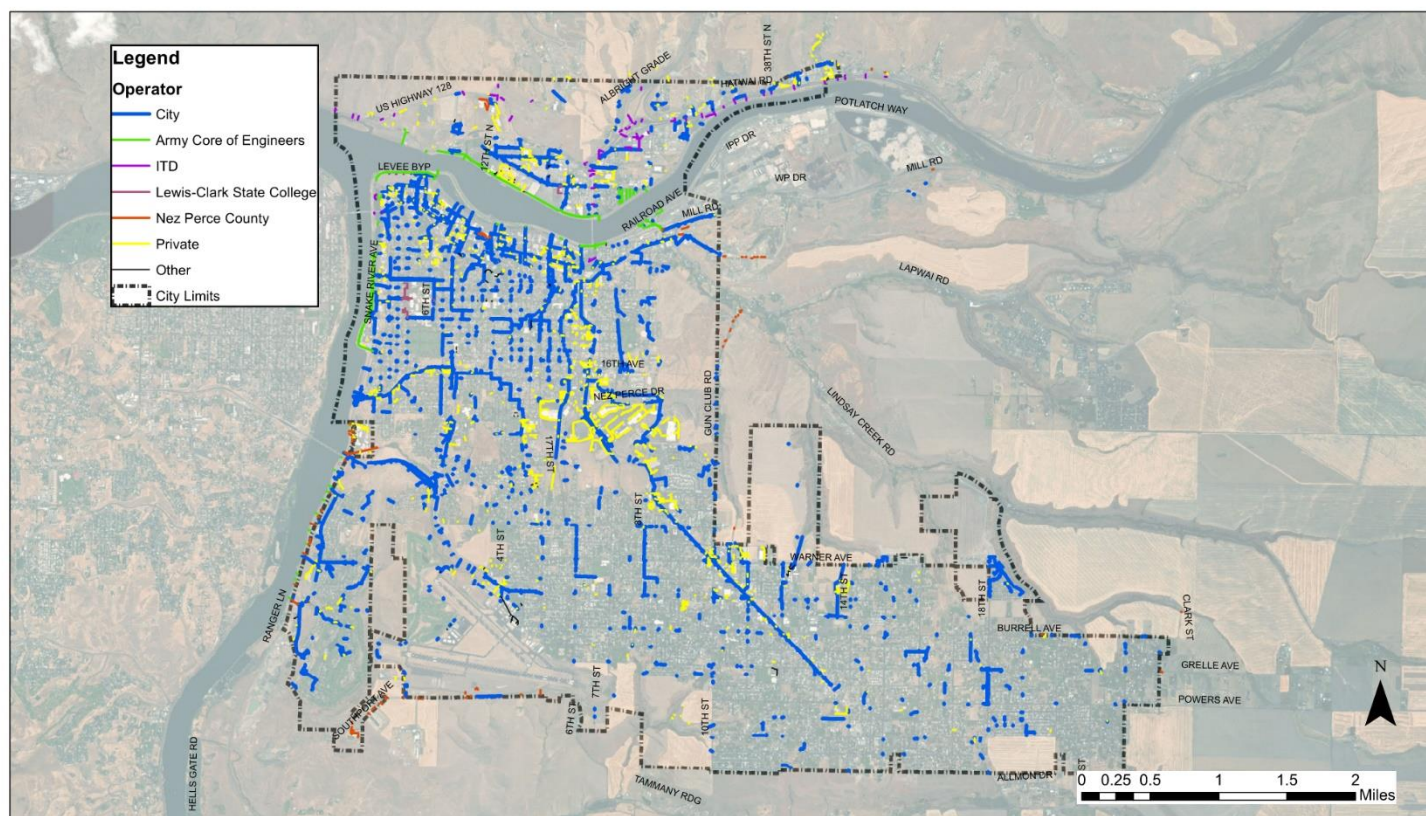 Legend
Operator
City
Army Core of Engineers
ITD
Lewis-Clark State College
Nez Perce County
Private
Other
City Limits
38TH ST N
ALBRIGHT GRADE
HATWAI RD
US HIGHWAY 128
POTLATCH WAY
12TH ST N
IPP DR
LEVEE BYP
MILL RD
WP DR
RAILROAD AVE
MILL RD
LAPWAI RD
SNAKE RIVER AVE
6TH ST
16TH AVE
NEZ PERCE DR
GUN CLUB RD
LINDSAY CREEK RD
17TH ST
8TH ST
4TH ST
WARNER AVE
14TH ST
18TH ST
CLARK ST
RANGER LN
BURRELL AVE
GRELLE AVE
POWERS AVE
SOUTHPORT AVE
7TH ST
6TH ST
10TH ST
HELLS GATE RD
TAMMANY RDG
ALLMON DR
ST
N
0 0.25 0.5 1 1.5 2
Miles